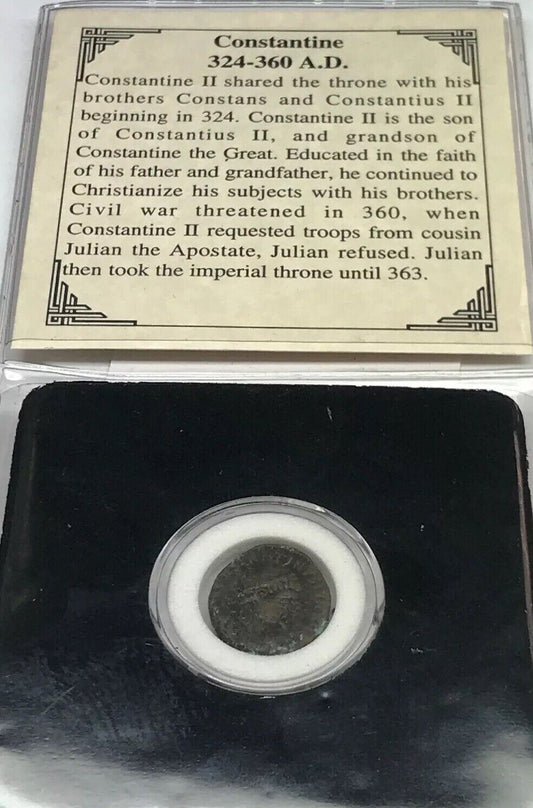 Constantine
324-360 A.D.
Constantine II shared the throne with his
brothers Constans and Constantius II
beginning in 324. Constantine II is the son
of Constantius II, and grandson of
Constantine the Great. Educated in the faith
of his father and grandfather, he continued to
Christianize his subjects with his brothers.
Civil war threatened in 360, when
Constantine II requested troops from cousin
Julian the Apostate, Julian refused. Julian
then took the imperial throne until 363.